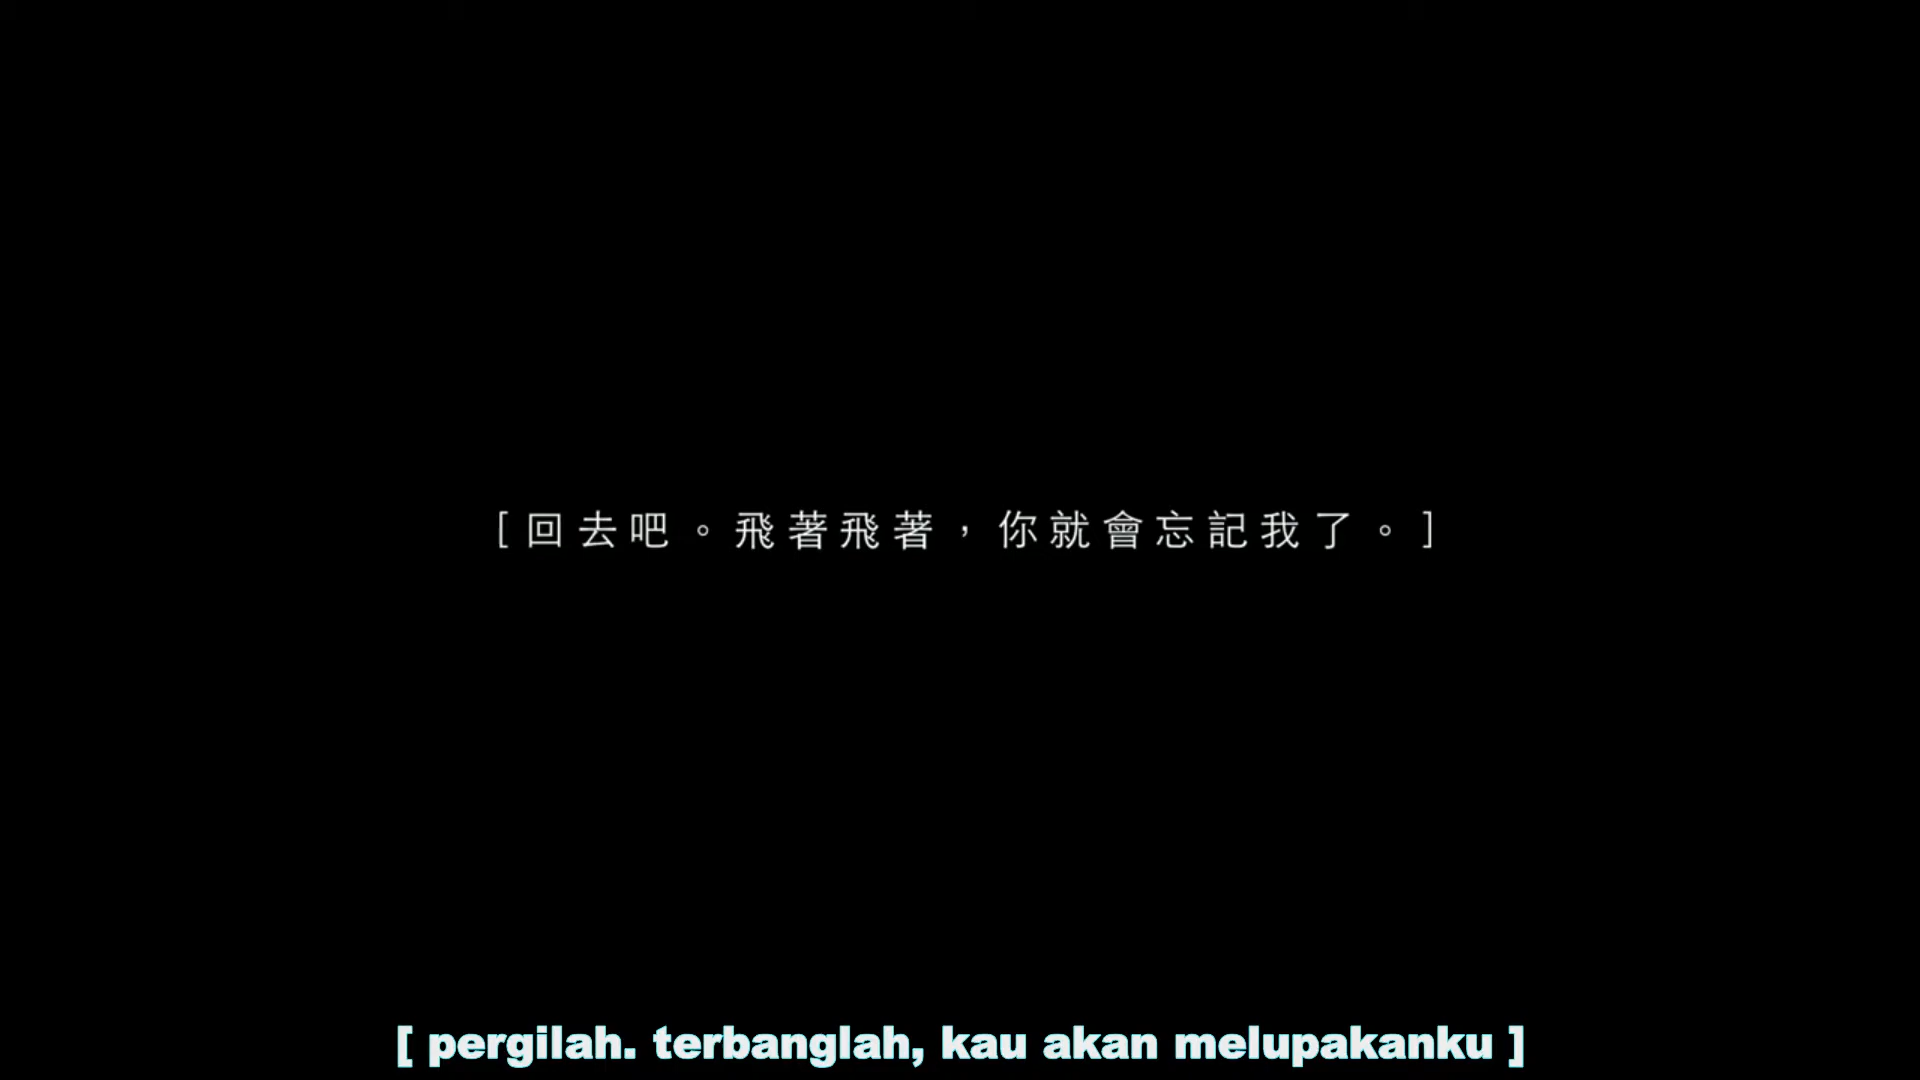 [回去吧。飛著飛著，你就會忘記我了。]
[ pergilah. terbanglah, kau akan melupakanku ]